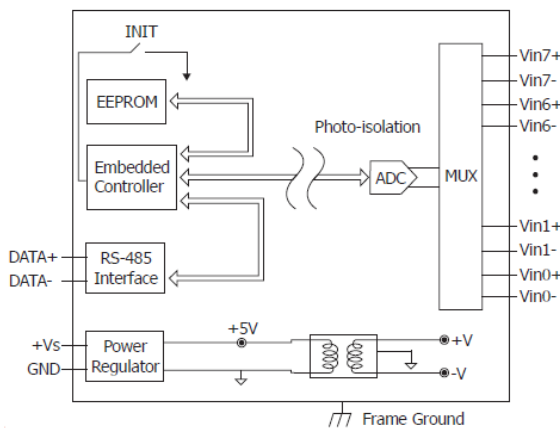 INIT
EEPROM
Embedded
Controller
RS-485
Interface
DATA+
DATA-
Photo-isolation
ADC
MUX
Vin7+
Vin7-
Vin6+
Vin6-
Vin1+
Vin1-
Vin0+
Vin0-
+Vs
GND
Power
Regulator
+5V
+V
-V
Frame Ground